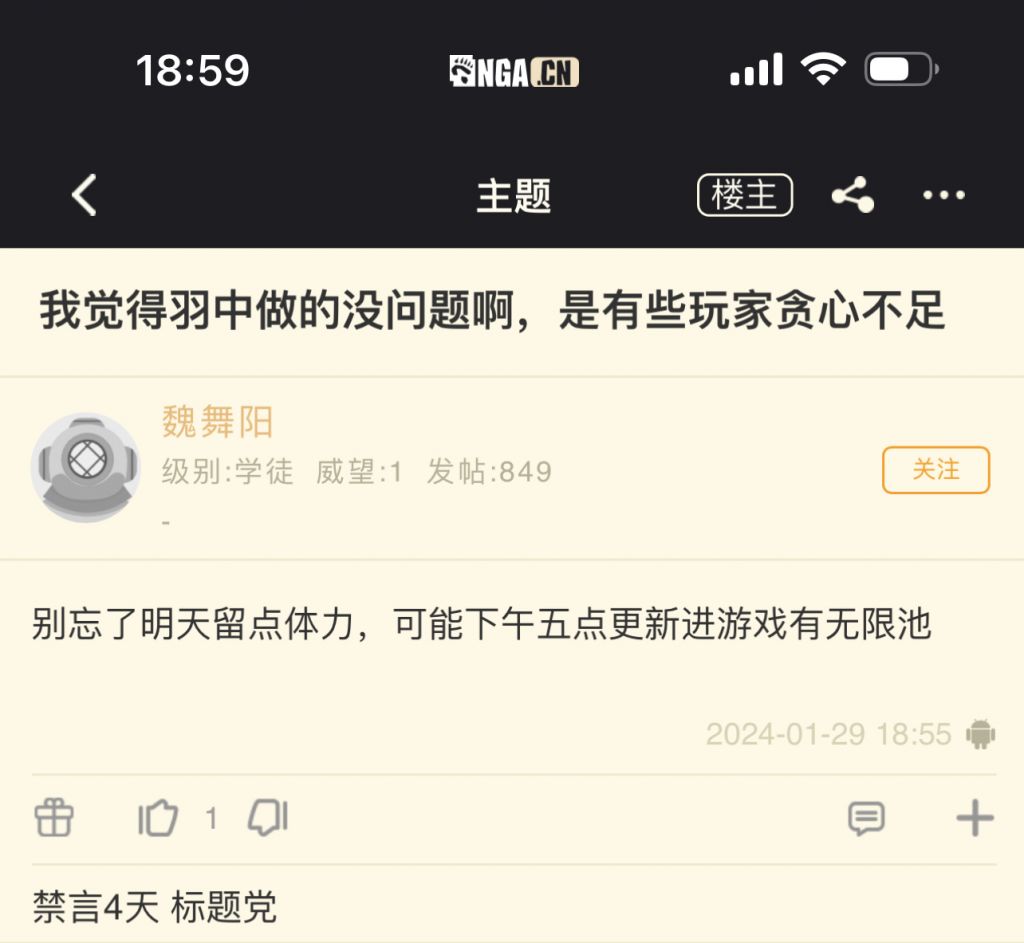 18:59
NGA.CN
主题
楼主
我觉得羽中做的没问题啊，是有些玩家贪心不足
魏舞阳
级别:学徒 威望:1 发帖:849
关注
-
别忘了明天留点体力，可能下午五点更新进游戏有无限池
2024-01-29 18:55
1
禁言4天 标题党